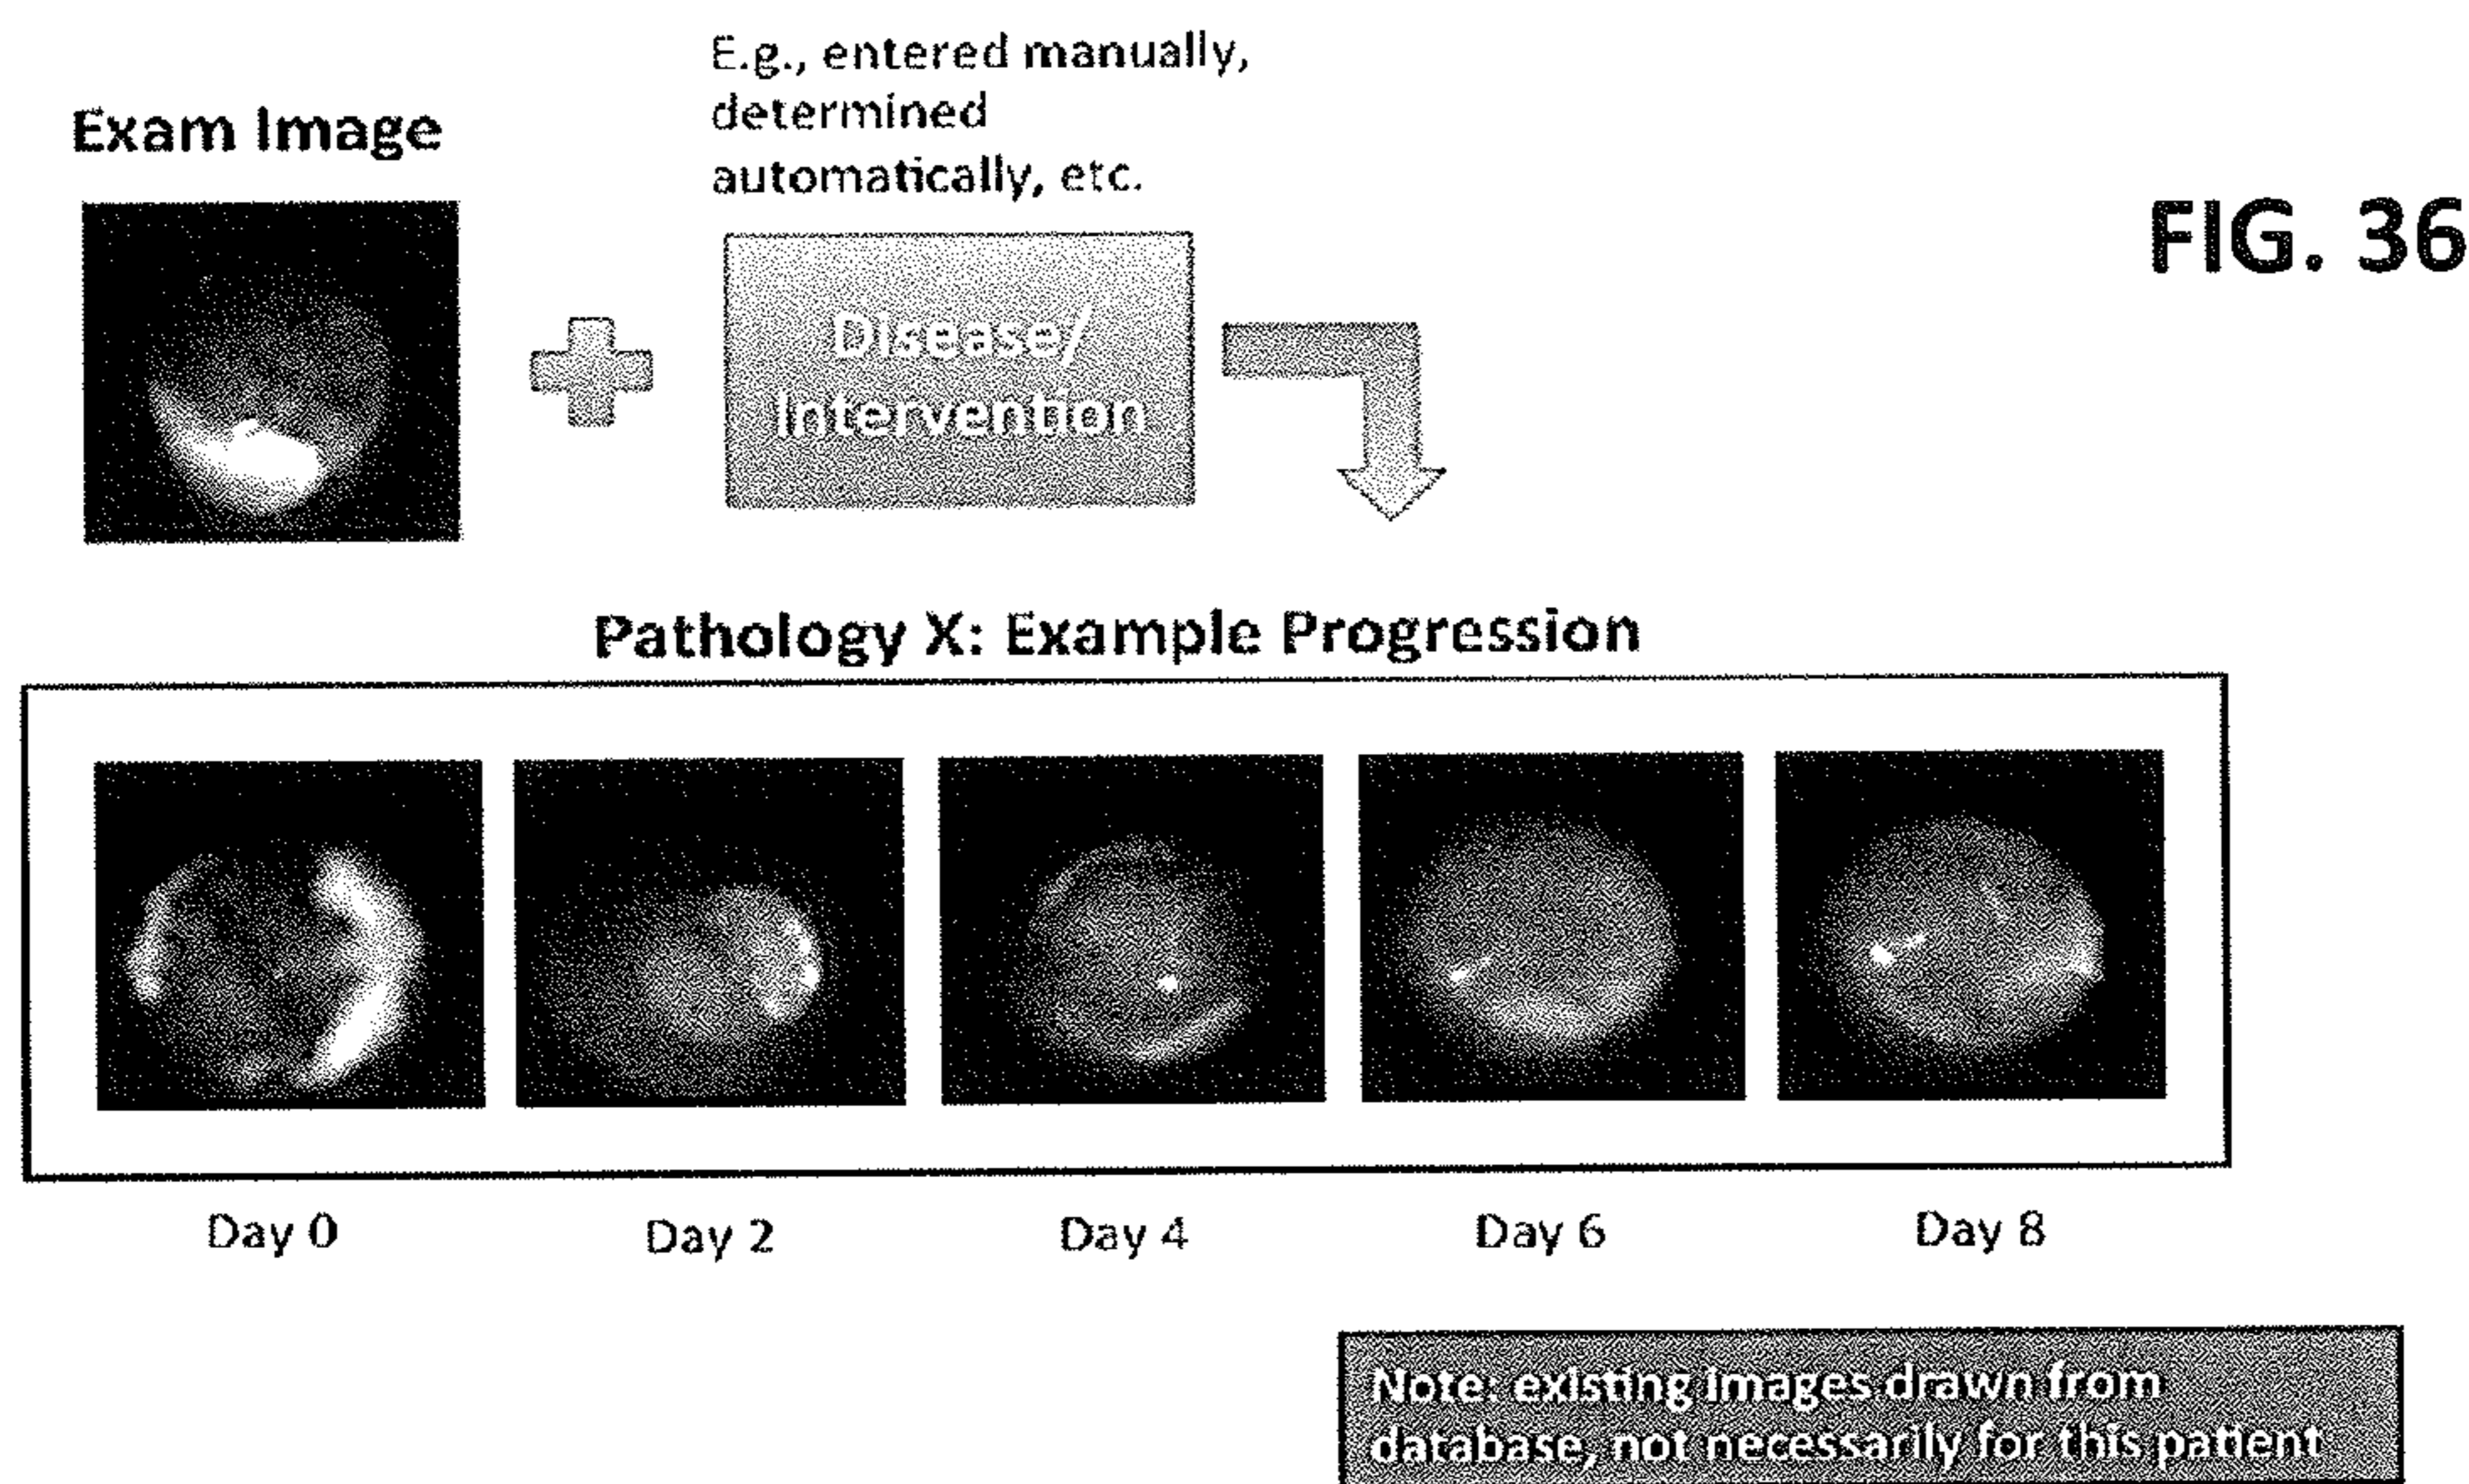 E.g., entered manually,
determined
automatically, etc.
Exam Image
FIG. 36
Disease/
Intervention
Pathology X: Example Progression
Day 0
Day 2
Day 4
Day 6
Day 8
Note: existing images drawn from
database, not necessarily for this patient